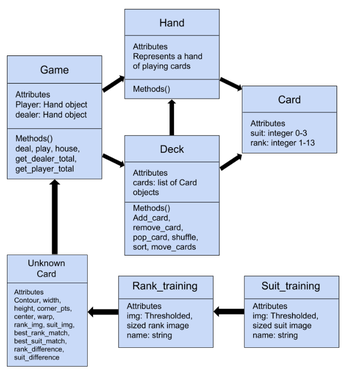 Hand
Attributes
Represents a hand
of playing cards
Methods()
Game
Attributes
Player: Hand object
dealer: Hand object
Methods()
deal, play, house,
get_dealer_total,
get_player_total
Card
Attributes
suit: integer 0-3
rank: integer 1-13
Deck
Attributes
cards: list of Card
objects
Methods()
Add_card,
remove_card,
pop_card, shuffle,
sort, move_cards
Unknown
Card
Attributes
Contour, width,
height, corner_pts,
center, warp,
rank_img, suit_img,
best_rank_match,
best_suit_match,
rank_difference,
suit_difference
Rank_training
Attributes
img: Thresholded,
sized rank image
name: string
Suit_training
Attributes
img: Thresholded,
sized suit image
name: string